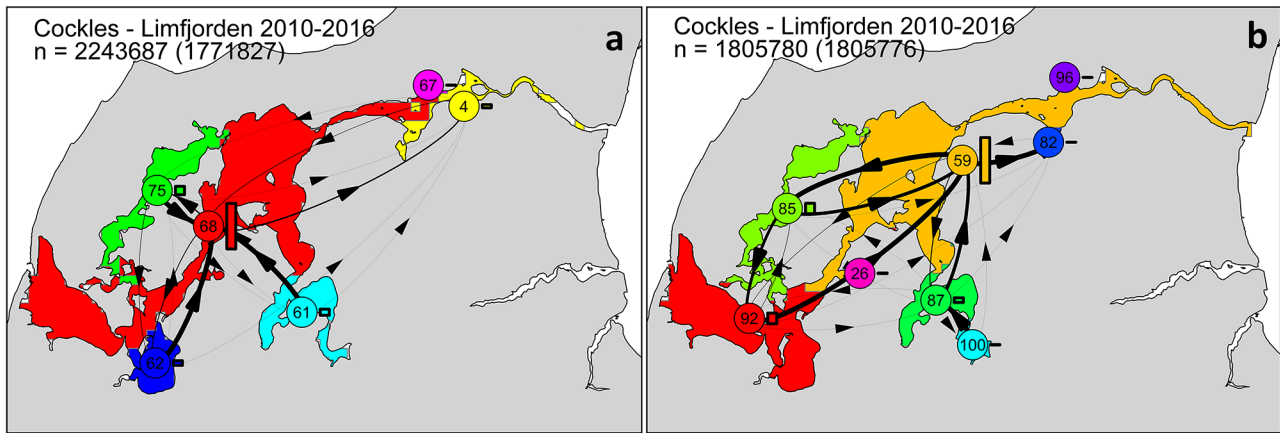 Cockles - Limfjorden 2010-2016
n = 2243687 (1771827)
a
67
4
75
68
61
62
Cockles - Limfjorden 2010-2016
n = 1805780 (1805776)
b
96
82
59
85
26
87
92
100